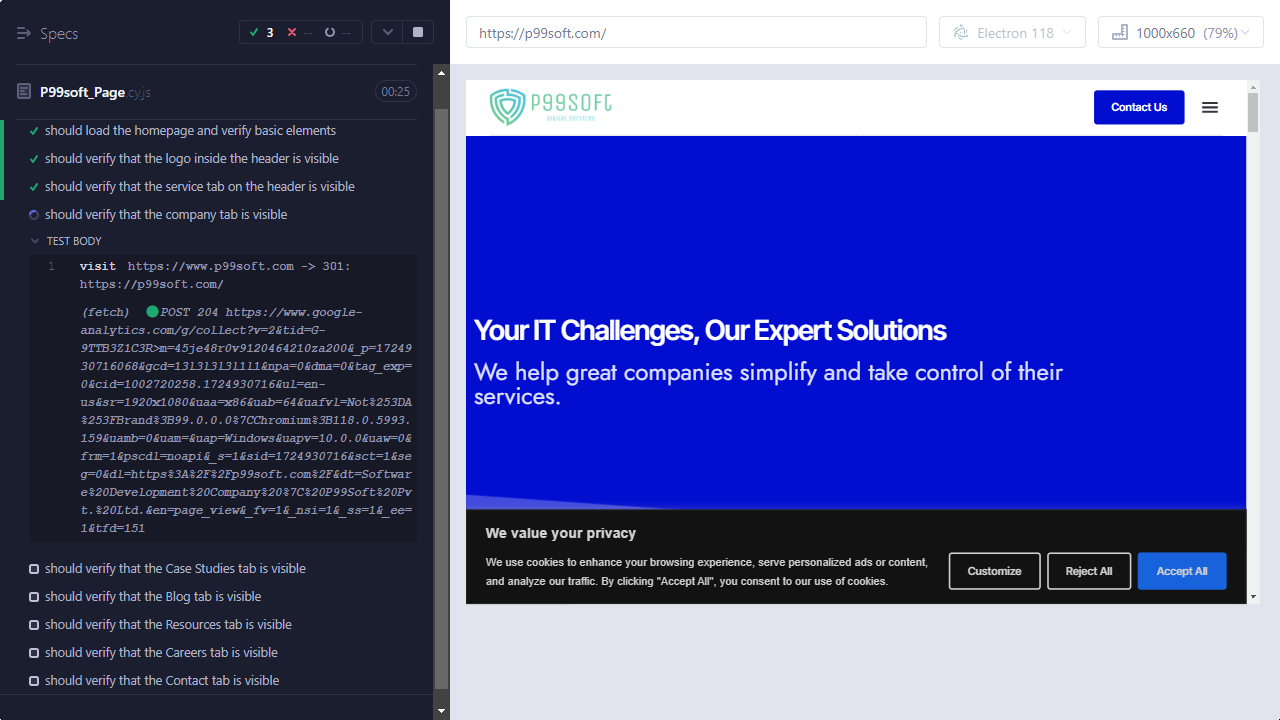 Specs
3
--
--
https://p99soft.com/
Electron 118
1000x660 (79%)
P99soft_Page.cy.js
00:25
should load the homepage and verify basic elements
should verify that the logo inside the header is visible
should verify that the service tab on the header is visible
should verify that the company tab is visible
TEST BODY
1 visit https://www.p99soft.com -> 301:
https://p99soft.com/
(fetch) POST 204 https://www.google-
analytics.com/g/collect?v=2&tid=G-
9TTB3Z1C3R>m=45je48r0v9120464210za200&_p=17249
30716068&gcd=13l3l3l3l1l1&npa=0&dma=0&tag_exp=
0&cid=1002720258.1724930716&ul=en-
us&sr=1920x1080&uaa=x86&uab=64&uafvl=Not%253DA
%253FBrand%3B99.0.0.0%7CChromium%3B118.0.5993.
159&uamb=0&uam=&uap=Windows&uapv=10.0.0&uaw=0&
frm=1&pscdl=noapi&_s=1&sid=1724930716&sct=1&se
g=0&dl=https%3A%2F%2Fp99soft.com%2F&dt=Softwar
e%20Development%20Company%20%7C%20P99Soft%20Pv
t.%20Ltd.&en=page_view&_fv=1&_nsi=1&_ss=1&_ee=
1&tfd=151
should verify that the Case Studies tab is visible
should verify that the Blog tab is visible
should verify that the Resources tab is visible
should verify that the Careers tab is visible
should verify that the Contact tab is visible
P99SOFT
DIGITAL SERVICES
Contact Us
Your IT Challenges, Our Expert Solutions
We help great companies simplify and take control of their
services.
We value your privacy
We use cookies to enhance your browsing experience, serve personalized ads or content,
and analyze our traffic. By clicking "Accept All", you consent to our use of cookies.
Customize
Reject All
Accept All